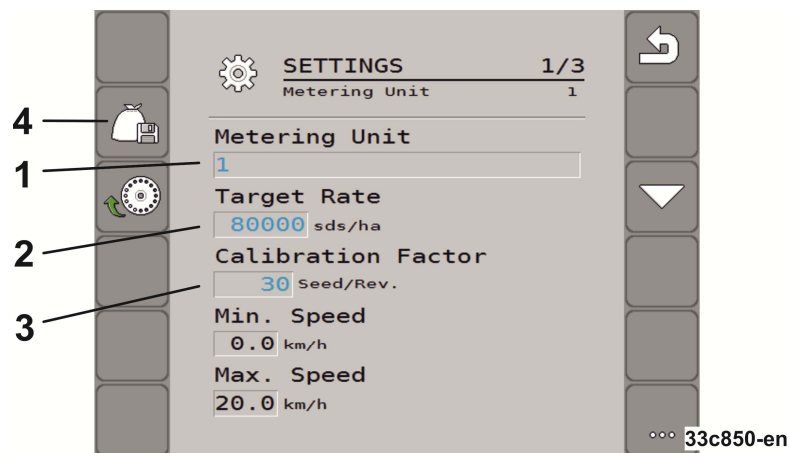 SETTINGS 1/3
Metering Unit 1
4
Metering Unit
1
1
Target Rate
80000 sds/ha
2
Calibration Factor
30 Seed/Rev.
3
Min. Speed
0.0 km/h
Max. Speed
20.0 km/h
33c850-en